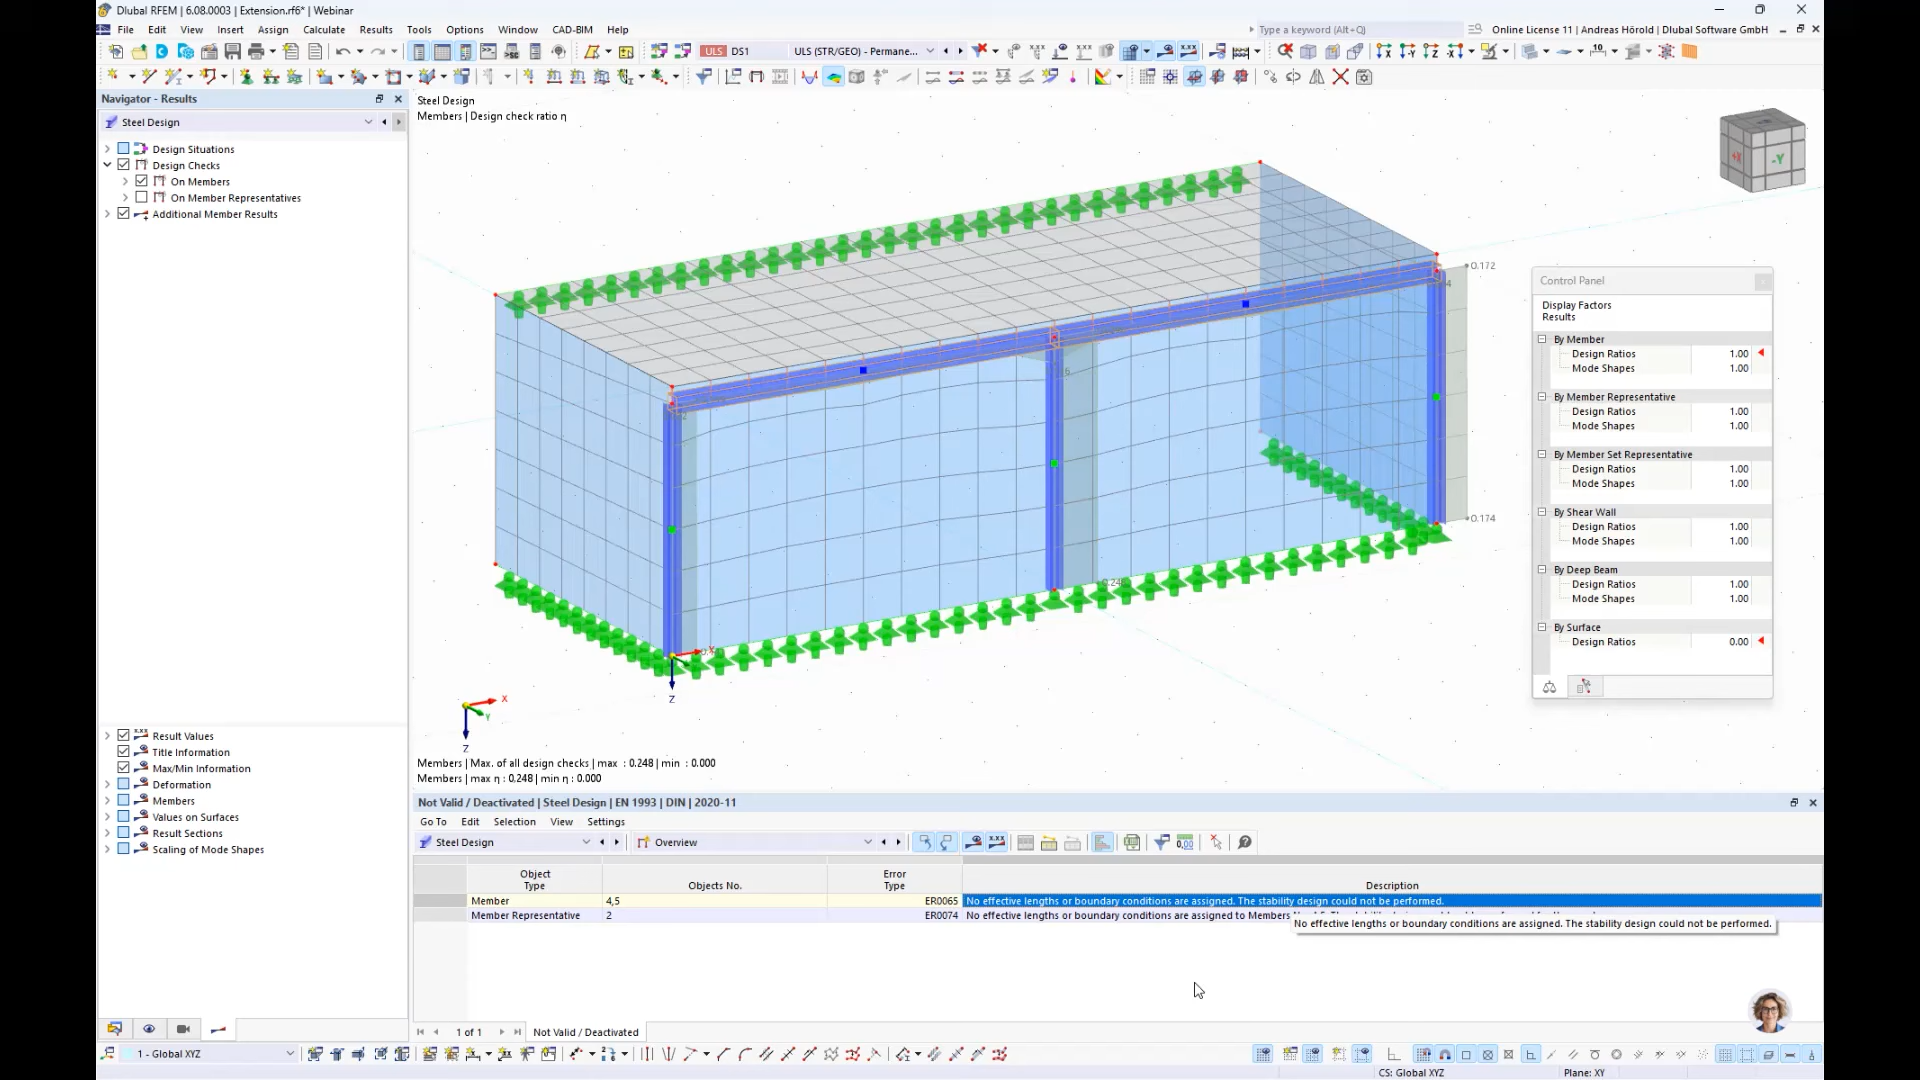 Dlubal RFEM | 6.08.0003 | Extension.rf6* | Webinar
File Edit View Insert Assign Calculate Results Tools Options Window CAD-BIM Help
Type a keyword (Alt+Q)
Online License 11 | Andreas Hörold | Dlubal Software GmbH
ULS DS1 ULS (STR/GEO) - Permane...
Navigator - Results
Steel Design
Design Situations
Design Checks
On Members
On Member Representatives
Additional Member Results
Result Values
Title Information
Max/Min Information
Deformation
Members
Values on Surfaces
Result Sections
Scaling of Mode Shapes
1 - Global XYZ
Steel Design
Members | Design check ratio η
+X
-Y
0.172
4
6
0.174
X
Z
X
Y
Z
Members | Max. of all design checks | max : 0.248 | min : 0.000
Members | max η : 0.248 | min η : 0.000
Control Panel
Display Factors
Results
By Member
Design Ratios 1.00
Mode Shapes 1.00
By Member Representative
Design Ratios 1.00
Mode Shapes 1.00
By Member Set Representative
Design Ratios 1.00
Mode Shapes 1.00
By Shear Wall
Design Ratios 1.00
Mode Shapes 1.00
By Deep Beam
Design Ratios 1.00
Mode Shapes 1.00
By Surface
Design Ratios 0.00
Not Valid / Deactivated | Steel Design | EN 1993 | DIN | 2020-11
Go To Edit Selection View Settings
Steel Design Overview
Object Type Objects No. Error Type Description
Member 4,5 ER0065 No effective lengths or boundary conditions are assigned. The stability design could not be performed.
Member Representative 2 ER0074 No effective lengths or boundary conditions are assigned to Members
No effective lengths or boundary conditions are assigned. The stability design could not be performed.
1 of 1 Not Valid / Deactivated
CS: Global XYZ Plane: XY